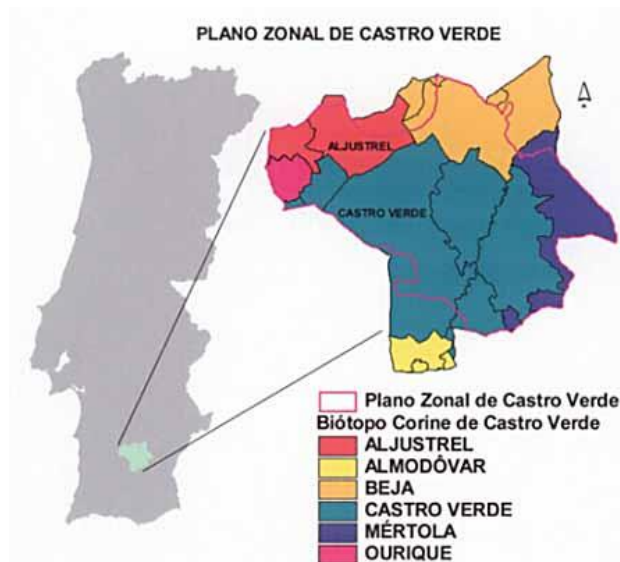 PLANO ZONAL DE CASTRO VERDE
ALJUSTREL
CASTRO VERDE
Plano Zonal de Castro Verde
Biótopo Corine de Castro Verde
ALJUSTREL
ALMODÔVAR
BEJA
CASTRO VERDE
MÉRTOLA
OURIQUE